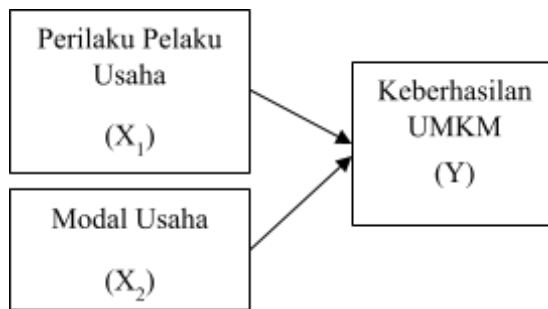 Perilaku Pelaku
Usaha
(X₁)
Modal Usaha
(X₂)
Keberhasilan
UMKM
(Y)